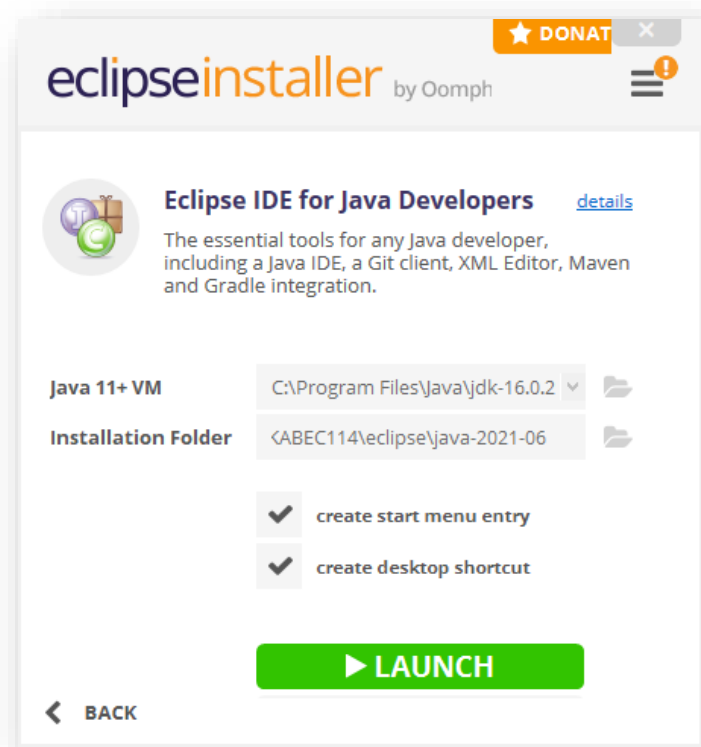 DONAT
eclipseinstaller by Oomph
Eclipse IDE for Java Developers details
The essential tools for any Java developer,
including a Java IDE, a Git client, XML Editor, Maven
and Gradle integration.
Java 11+ VM C:\Program Files\Java\jdk-16.0.2
Installation Folder KABEC114\eclipse\java-2021-06
create start menu entry
create desktop shortcut
LAUNCH
BACK